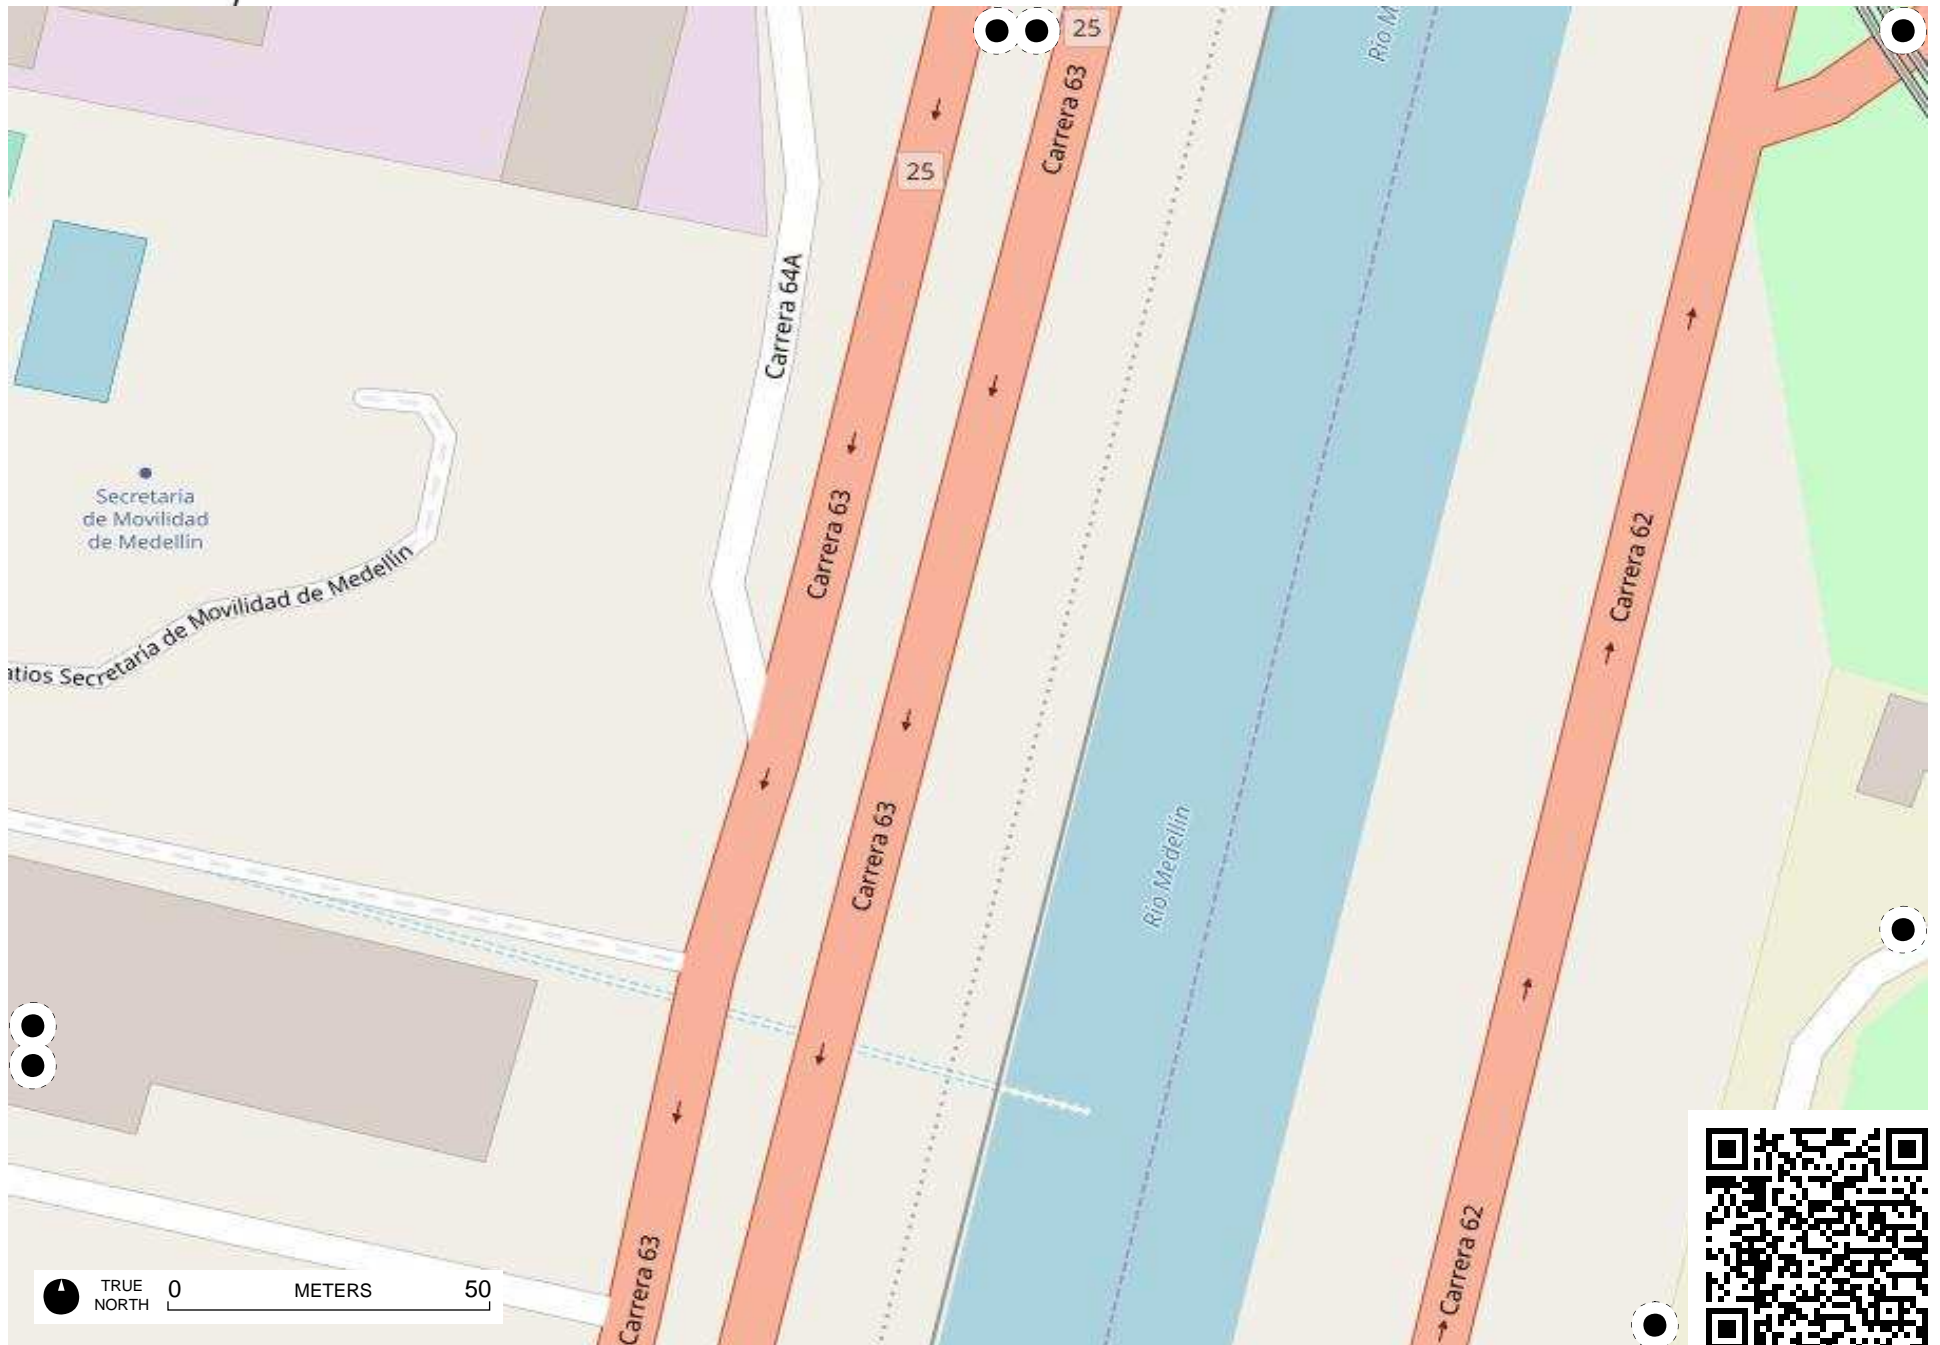 25
Río M
Carrera 63
25
Carrera 64A
Carrera 63
Secretaría
de Movilidad
de Medellín
Carrera 62
atios Secretaría de Movilidad de Medellín
Carrera 63
Río Medellín
Carrera 62
Carrera 63
TRUE
NORTH
0 METERS 50